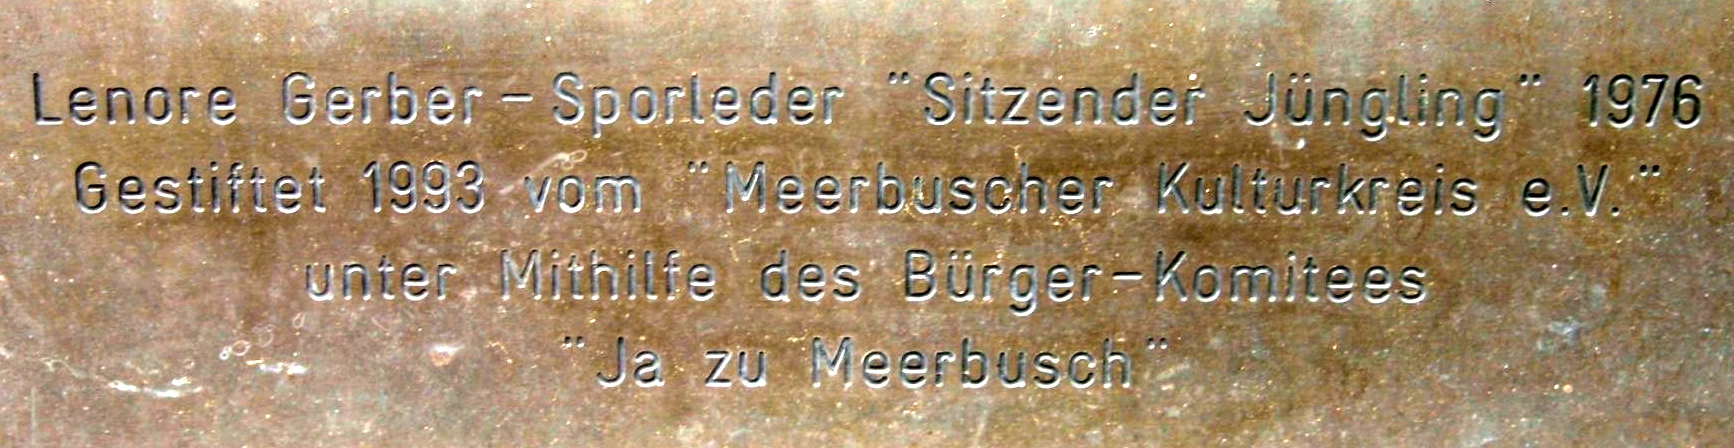 Lenore Gerber-Sporleder "Sitzender Jüngling" 1976
Gestiftet 1993 vom "Meerbuscher Kulturkreis e.V."
unter Mithilfe des Bürger-Komitees
"Ja zu Meerbusch"